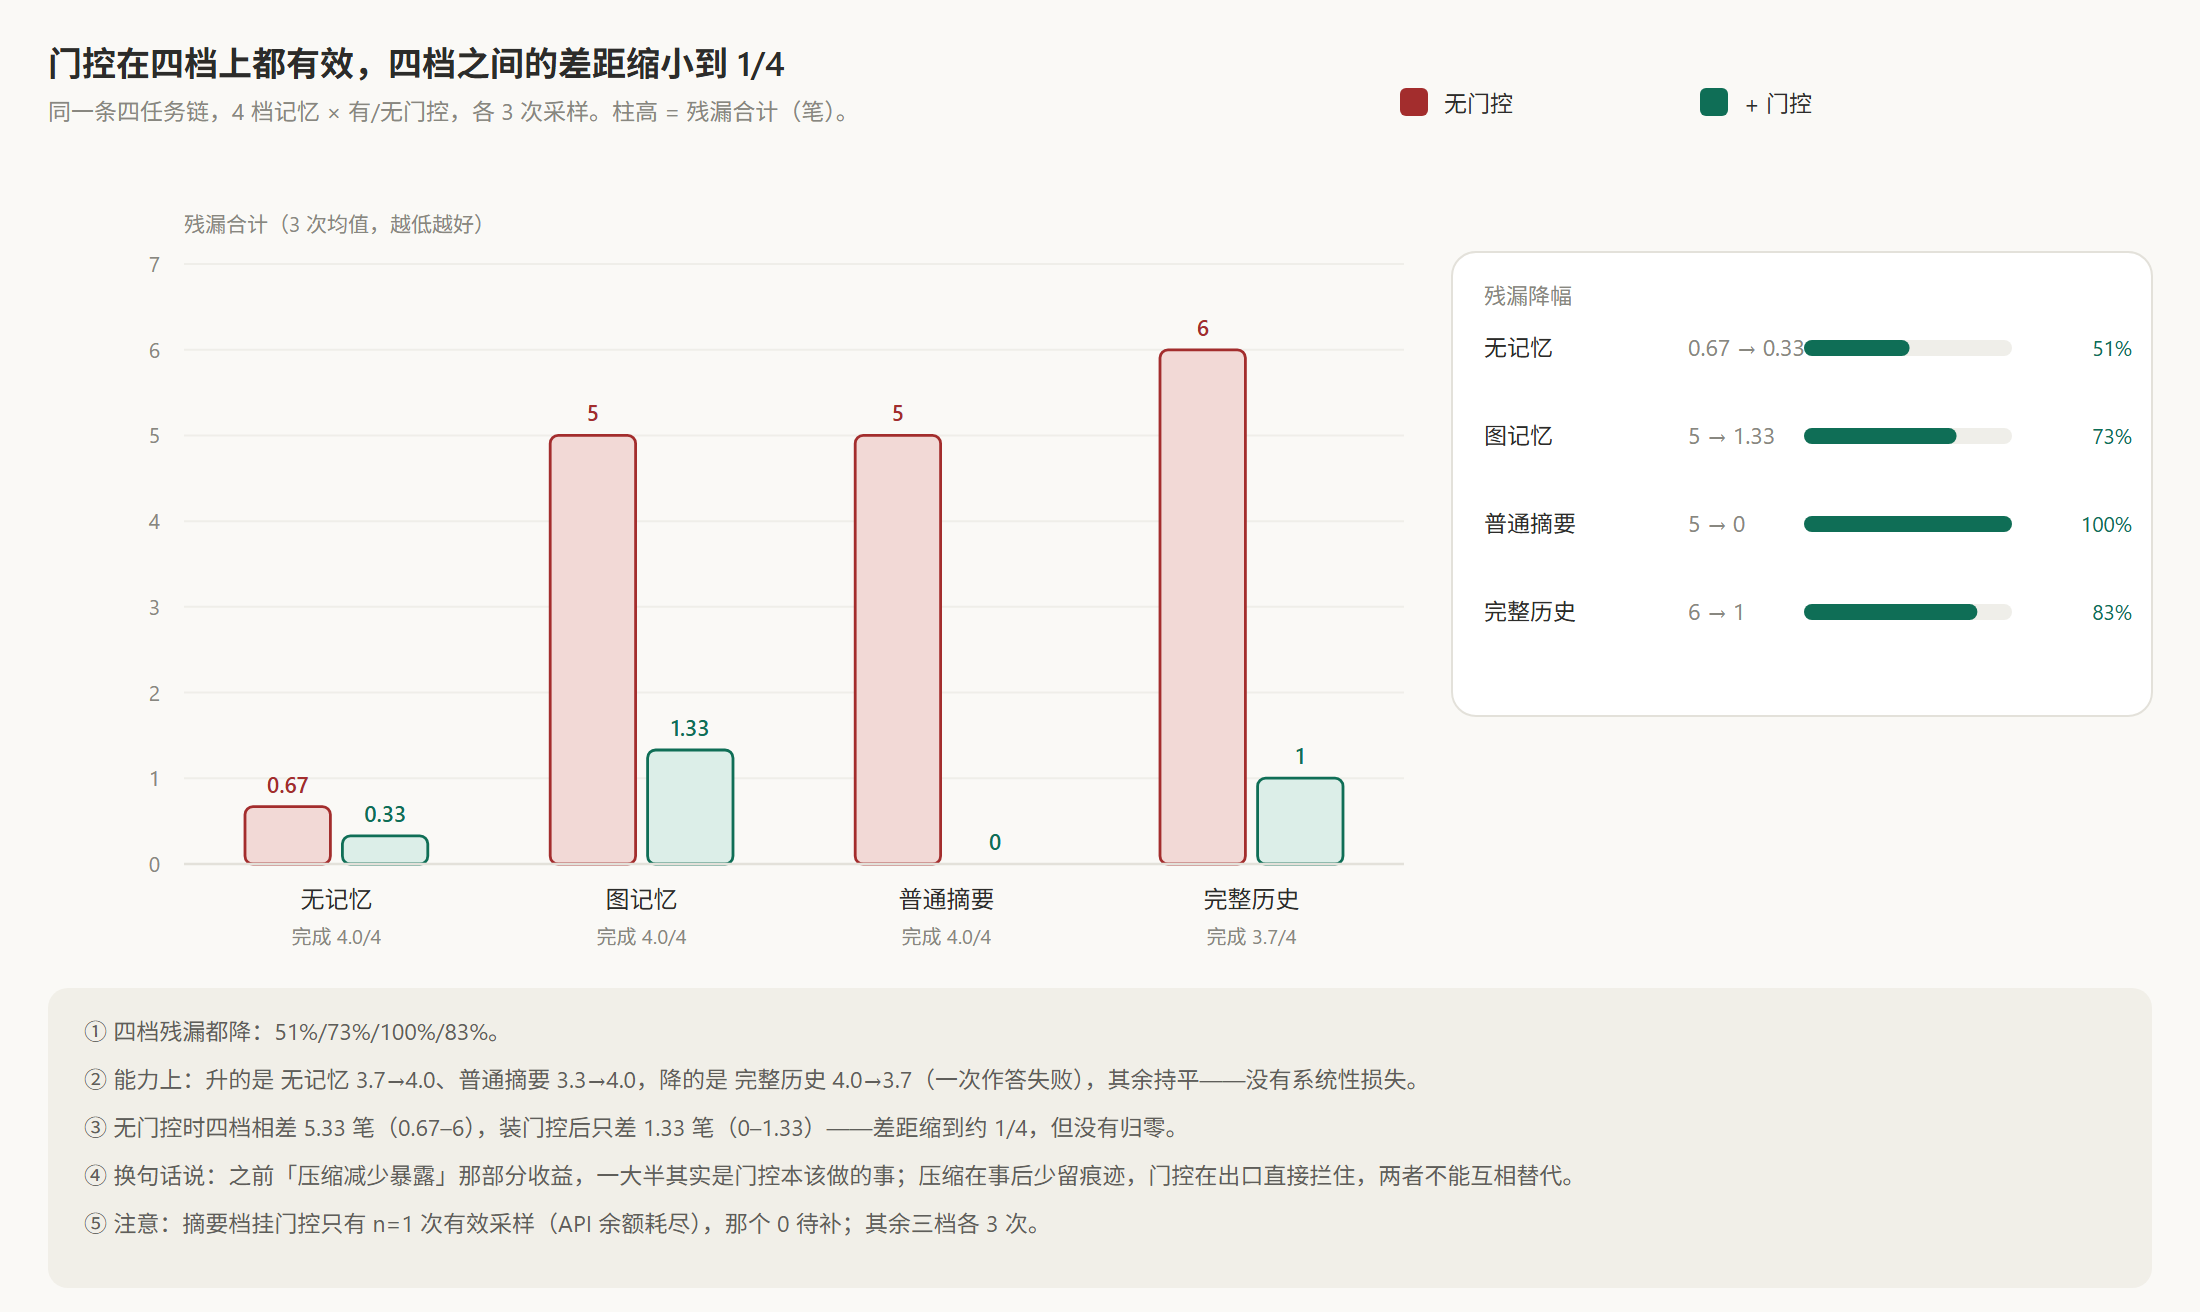 门控在四档上都有效，四档之间的差距缩小到 1/4
同一条四任务链，4 档记忆 × 有/无门控，各 3 次采样。柱高 = 残漏合计（笔）。
无门控
+ 门控
残漏合计（3 次均值，越低越好）
7
6
5
4
3
2
1
0
0.67
0.33
5
1.33
5
0
6
1
无记忆
图记忆
普通摘要
完整历史
完成 4.0/4
完成 4.0/4
完成 4.0/4
完成 3.7/4
残漏降幅
无记忆 0.67 → 0.33 51%
图记忆 5 → 1.33 73%
普通摘要 5 → 0 100%
完整历史 6 → 1 83%
① 四档残漏都降：51%/73%/100%/83%。
② 能力上：升的是 无记忆 3.7→4.0、普通摘要 3.3→4.0，降的是 完整历史 4.0→3.7（一次作答失败），其余持平——没有系统性损失。
③ 无门控时四档相差 5.33 笔（0.67–6），装门控后只差 1.33 笔（0–1.33）——差距缩到约 1/4，但没有归零。
④ 换句话说：之前「压缩减少暴露」那部分收益，一大半其实是门控本该做的事；压缩在事后少留痕迹，门控在出口直接拦住，两者不能互相替代。
⑤ 注意：摘要档挂门控只有 n=1 次有效采样（API 余额耗尽），那个 0 待补；其余三档各 3 次。